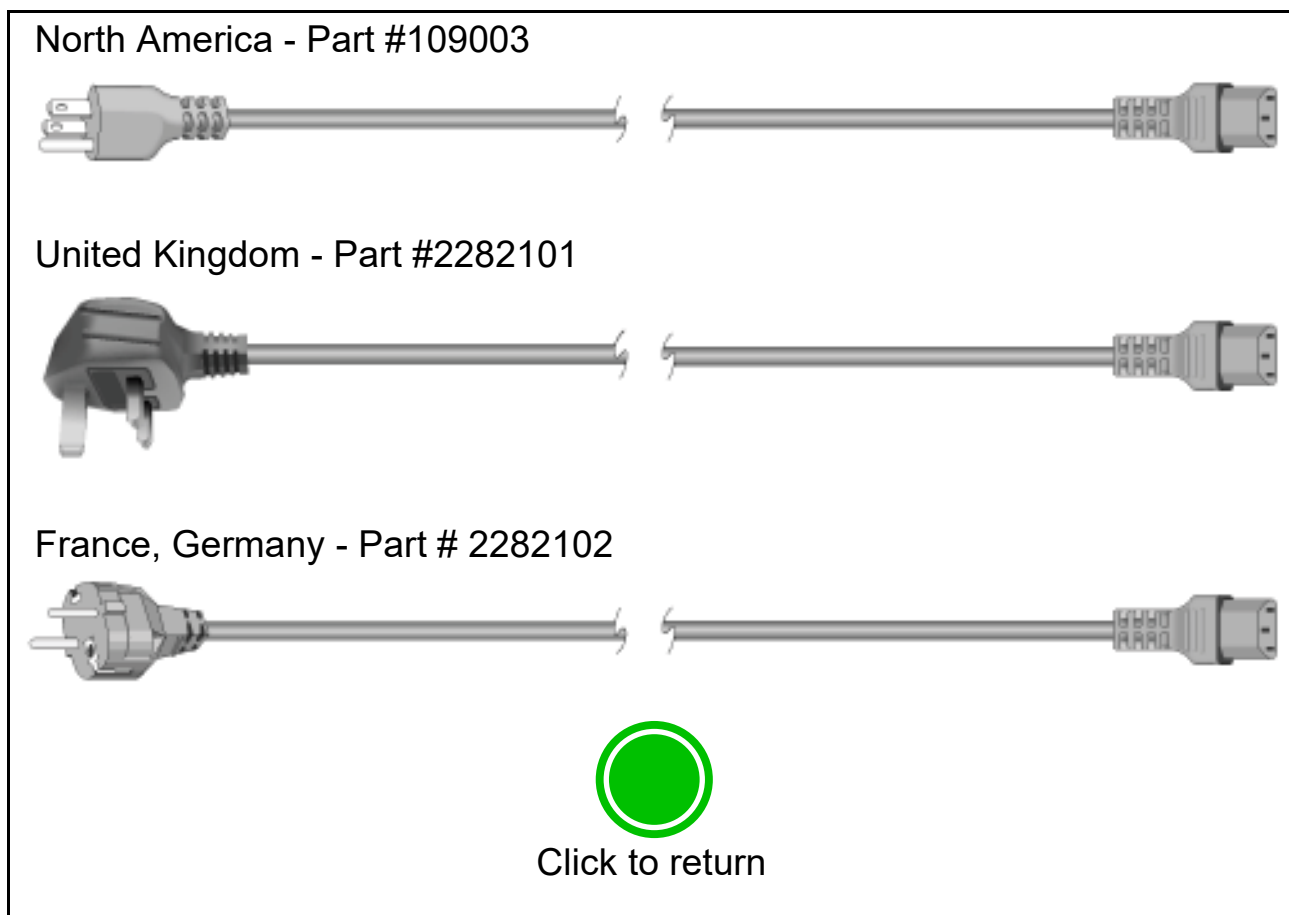 North America - Part #109003
United Kingdom - Part #2282101
France, Germany - Part # 2282102
Click to return